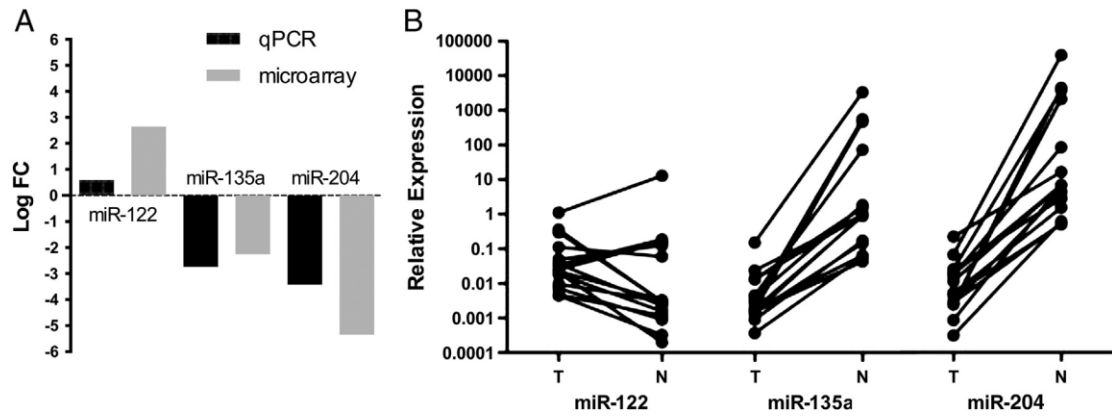 A
Log FC
6
5
4
3
2
1
0
-1
-2
-3
-4
-5
-6
qPCR
microarray
miR-122
miR-135a
miR-204
B
Relative Expression
100000
10000
1000
100
10
1
0.1
0.01
0.001
0.0001
T N T N T N
miR-122 miR-135a miR-204